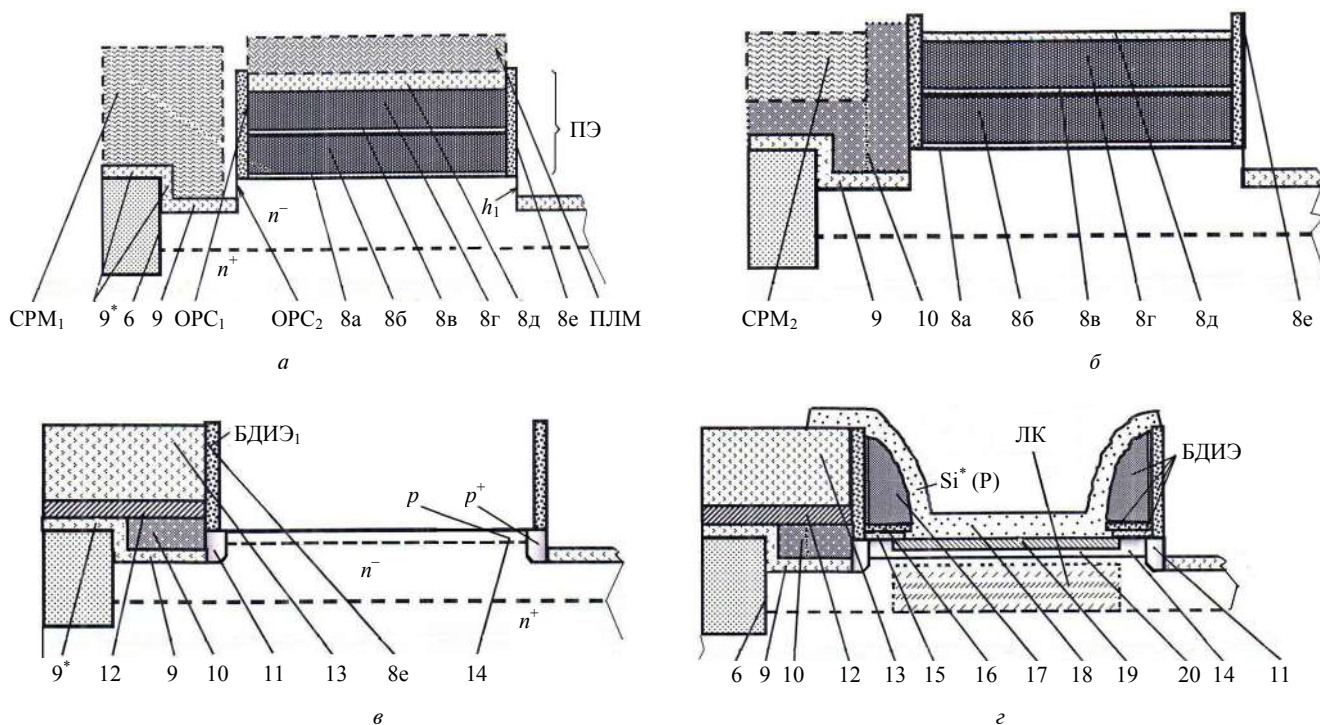 ПЭ
n⁻
h₁
n⁺
СРМ₁ 9* 6 9 ОРС₁ ОРС₂ 8а 8б 8в 8г 8д 8е ПЛМ
а
СРМ₂ 9 10 8а 8б 8в 8г 8д 8е
б
БДИЭ₁
p p⁺
n⁻
n⁺
9* 12 9 10 11 13 8е 14
в
ЛК
БДИЭ
Si* (P)
6 9 10 12 13 15 16 17 18 19 20 14 11
г